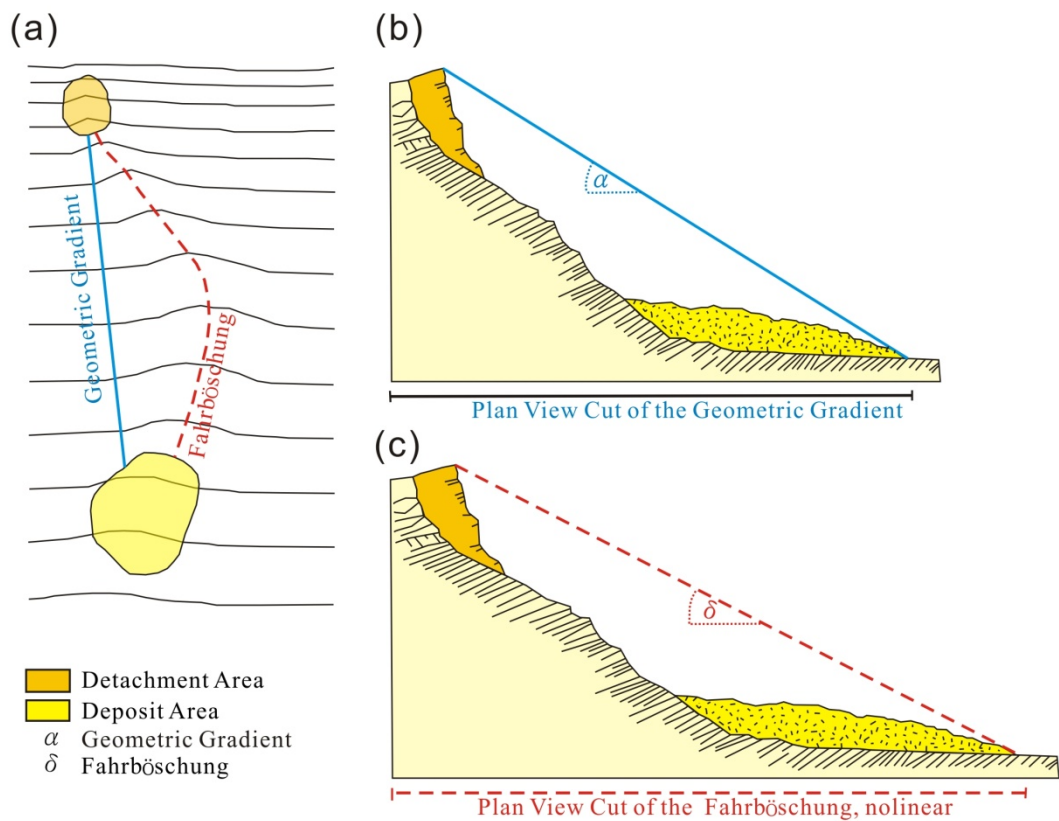 (a)
Geometric Gradient
Fahrböschung
Detachment Area
Deposit Area
α Geometric Gradient
δ Fahrböschung
(b)
α
Plan View Cut of the Geometric Gradient
(c)
δ
Plan View Cut of the Fahrböschung, nolinear